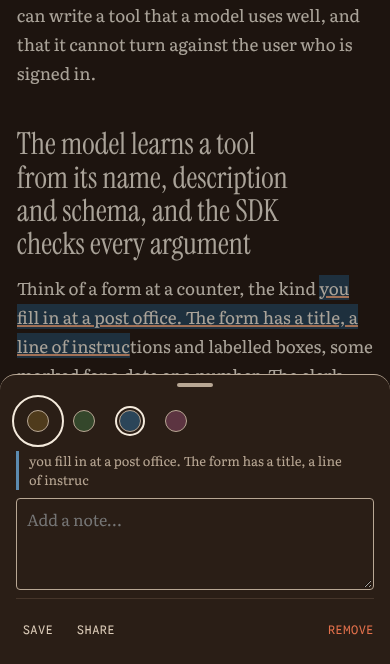 can write a tool that a model uses well, and
that it cannot turn against the user who is
signed in.
The model learns a tool
from its name, description
and schema, and the SDK
checks every argument
Think of a form at a counter, the kind you
fill in at a post office. The form has a title, a
line of instructions and labelled boxes, some
you fill in at a post office. The form has a title, a line
of instruc
Add a note...
SAVE SHARE REMOVE